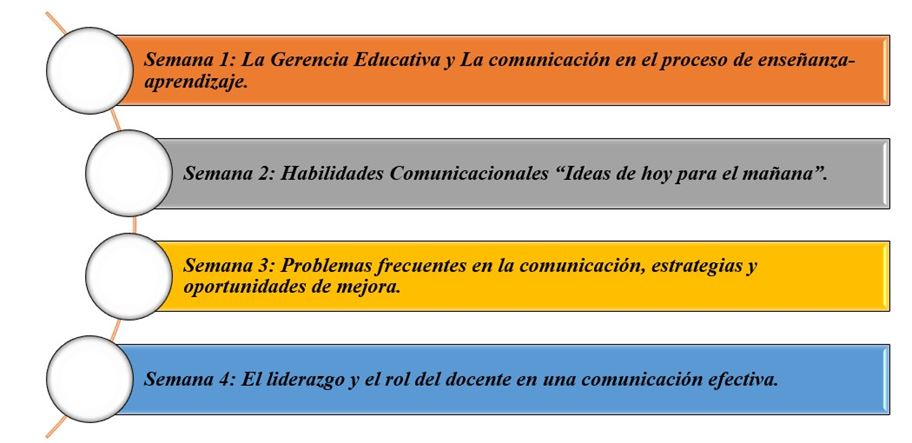 Semana 1: La Gerencia Educativa y La comunicación en el proceso de enseñanza-
aprendizaje.
Semana 2: Habilidades Comunicacionales “Ideas de hoy para el mañana”.
Semana 3: Problemas frecuentes en la comunicación, estrategias y
oportunidades de mejora.
Semana 4: El liderazgo y el rol del docente en una comunicación efectiva.